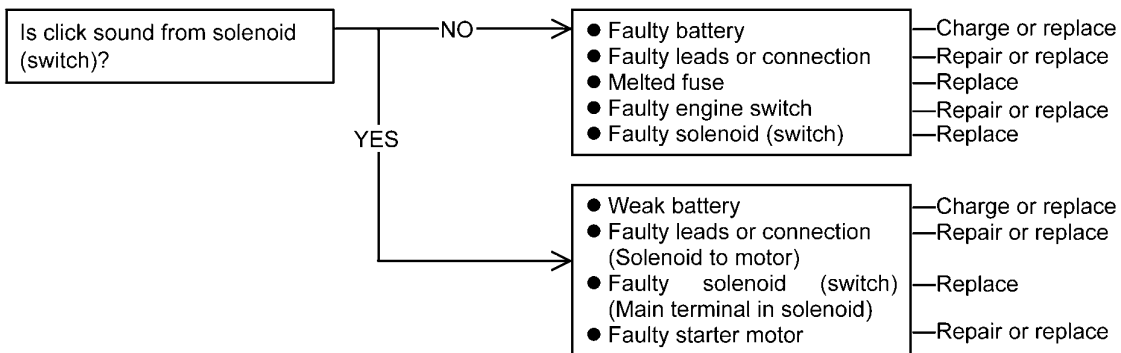 Is click sound from solenoid
(switch)?
NO
YES
● Faulty battery
Charge or replace
● Faulty leads or connection
Repair or replace
● Melted fuse
Replace
● Faulty engine switch
Repair or replace
● Faulty solenoid (switch)
Replace
● Weak battery
Charge or replace
● Faulty leads or connection
Repair or replace
(Solenoid to motor)
● Faulty solenoid (switch)
Replace
(Main terminal in solenoid)
● Faulty starter motor
Repair or replace